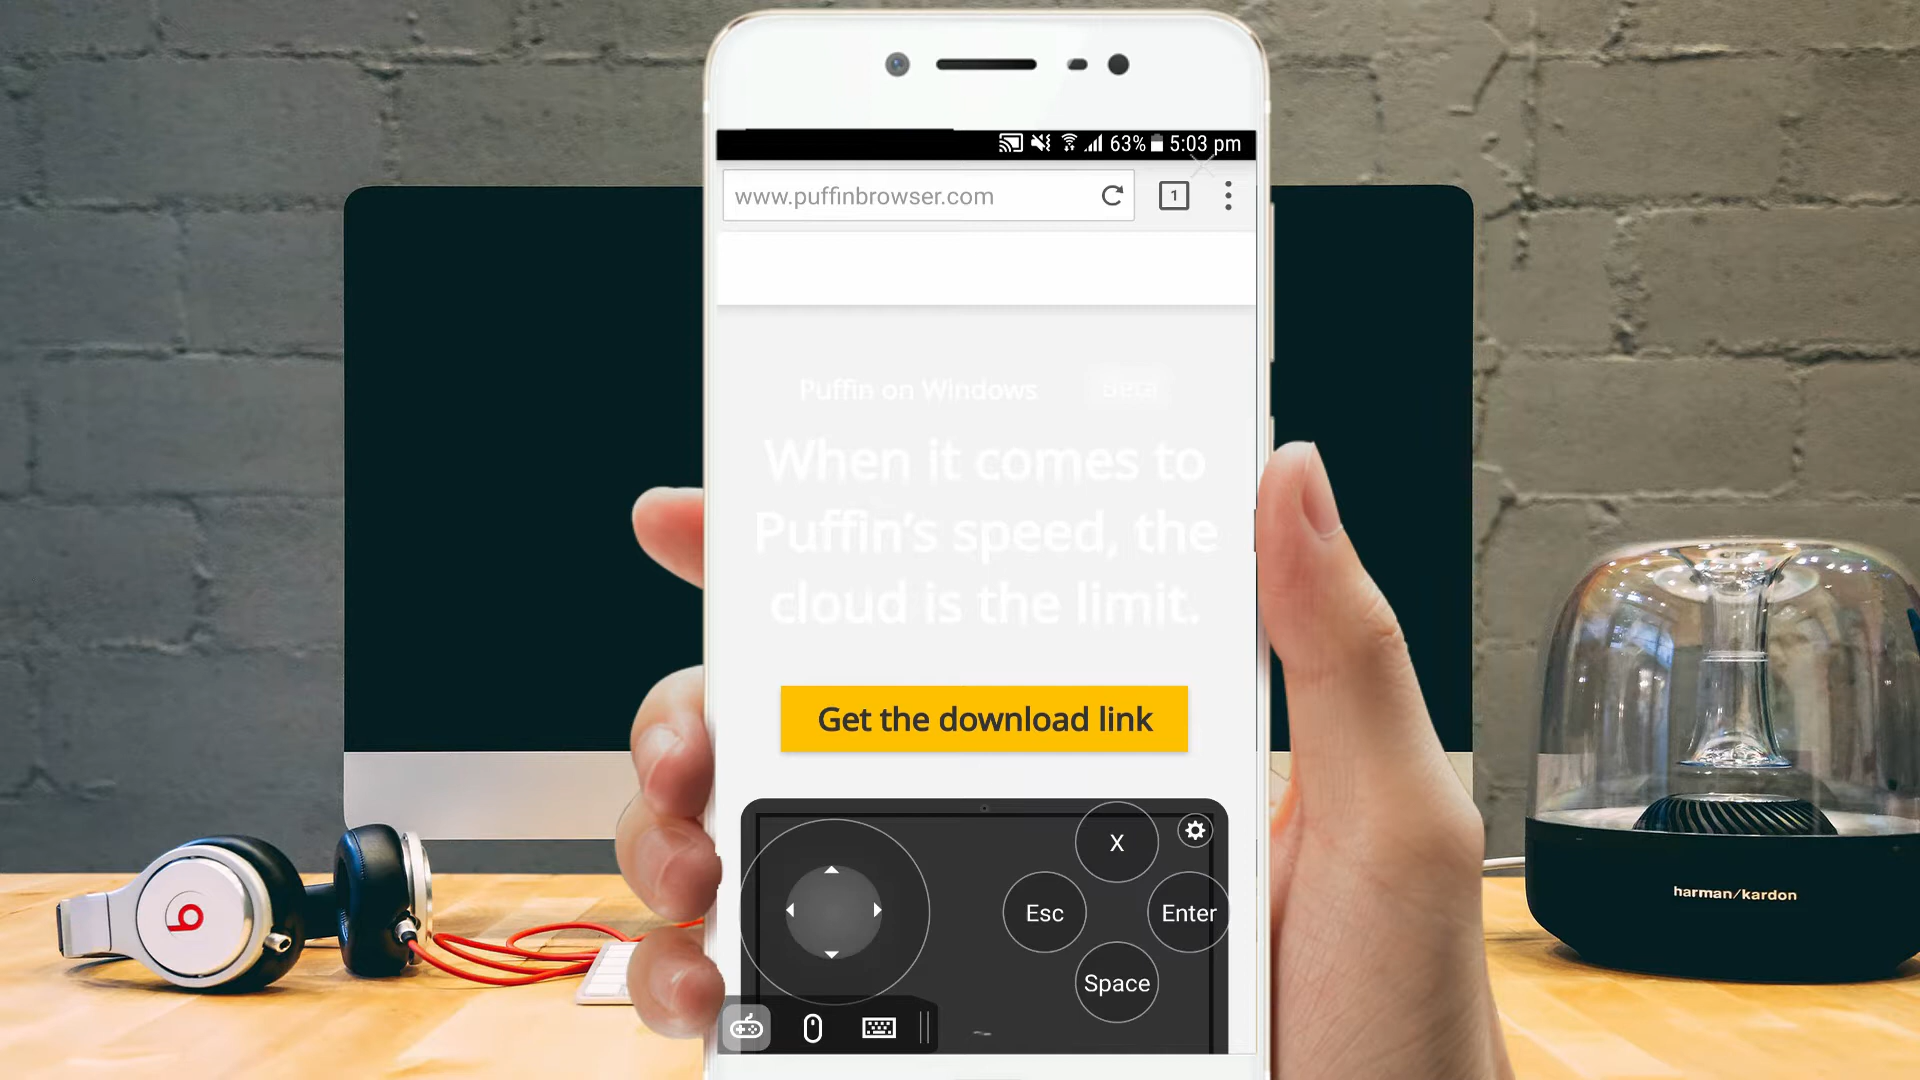 63% 5:03 pm
www.puffinbrowser.com
1
Puffin on Windows Beta
When it comes to
Puffin's speed, the
cloud is the limit.
Get the download link
X
Esc
Enter
Space
b
harman/kardon